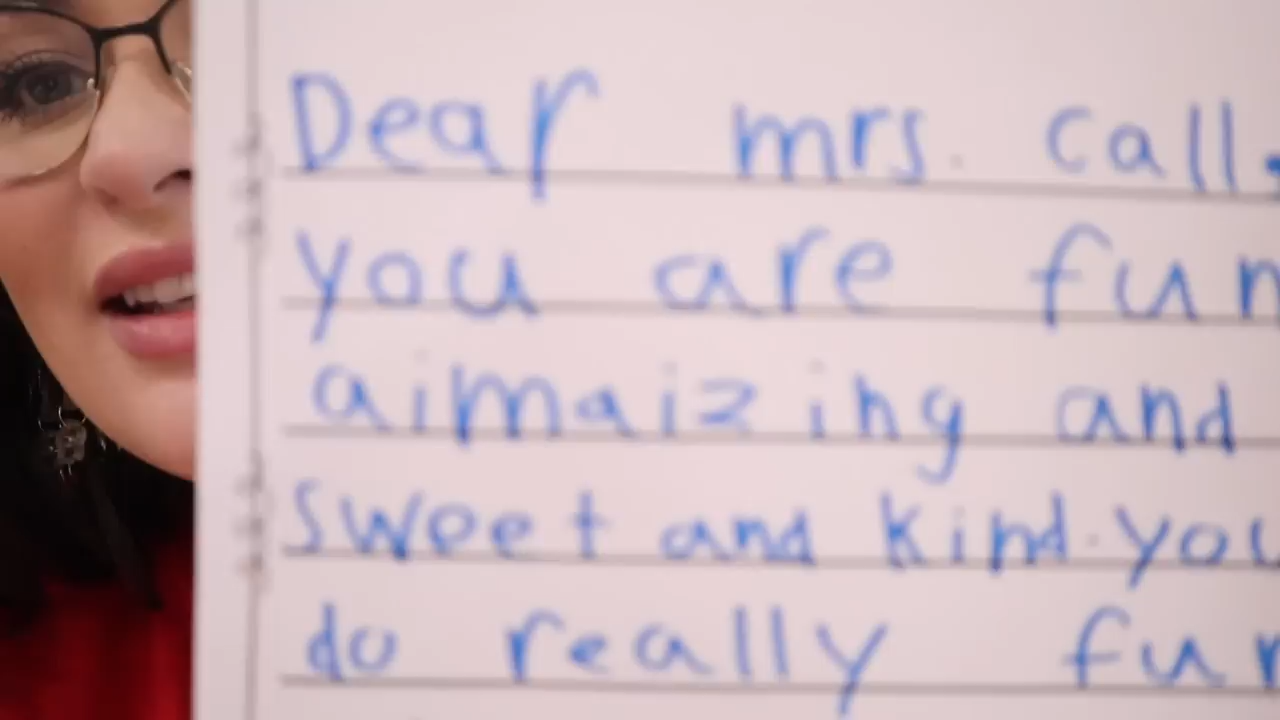 Dear mrs. Call.
you are fun
aimaizing and
sweet and kind. you
do really fun